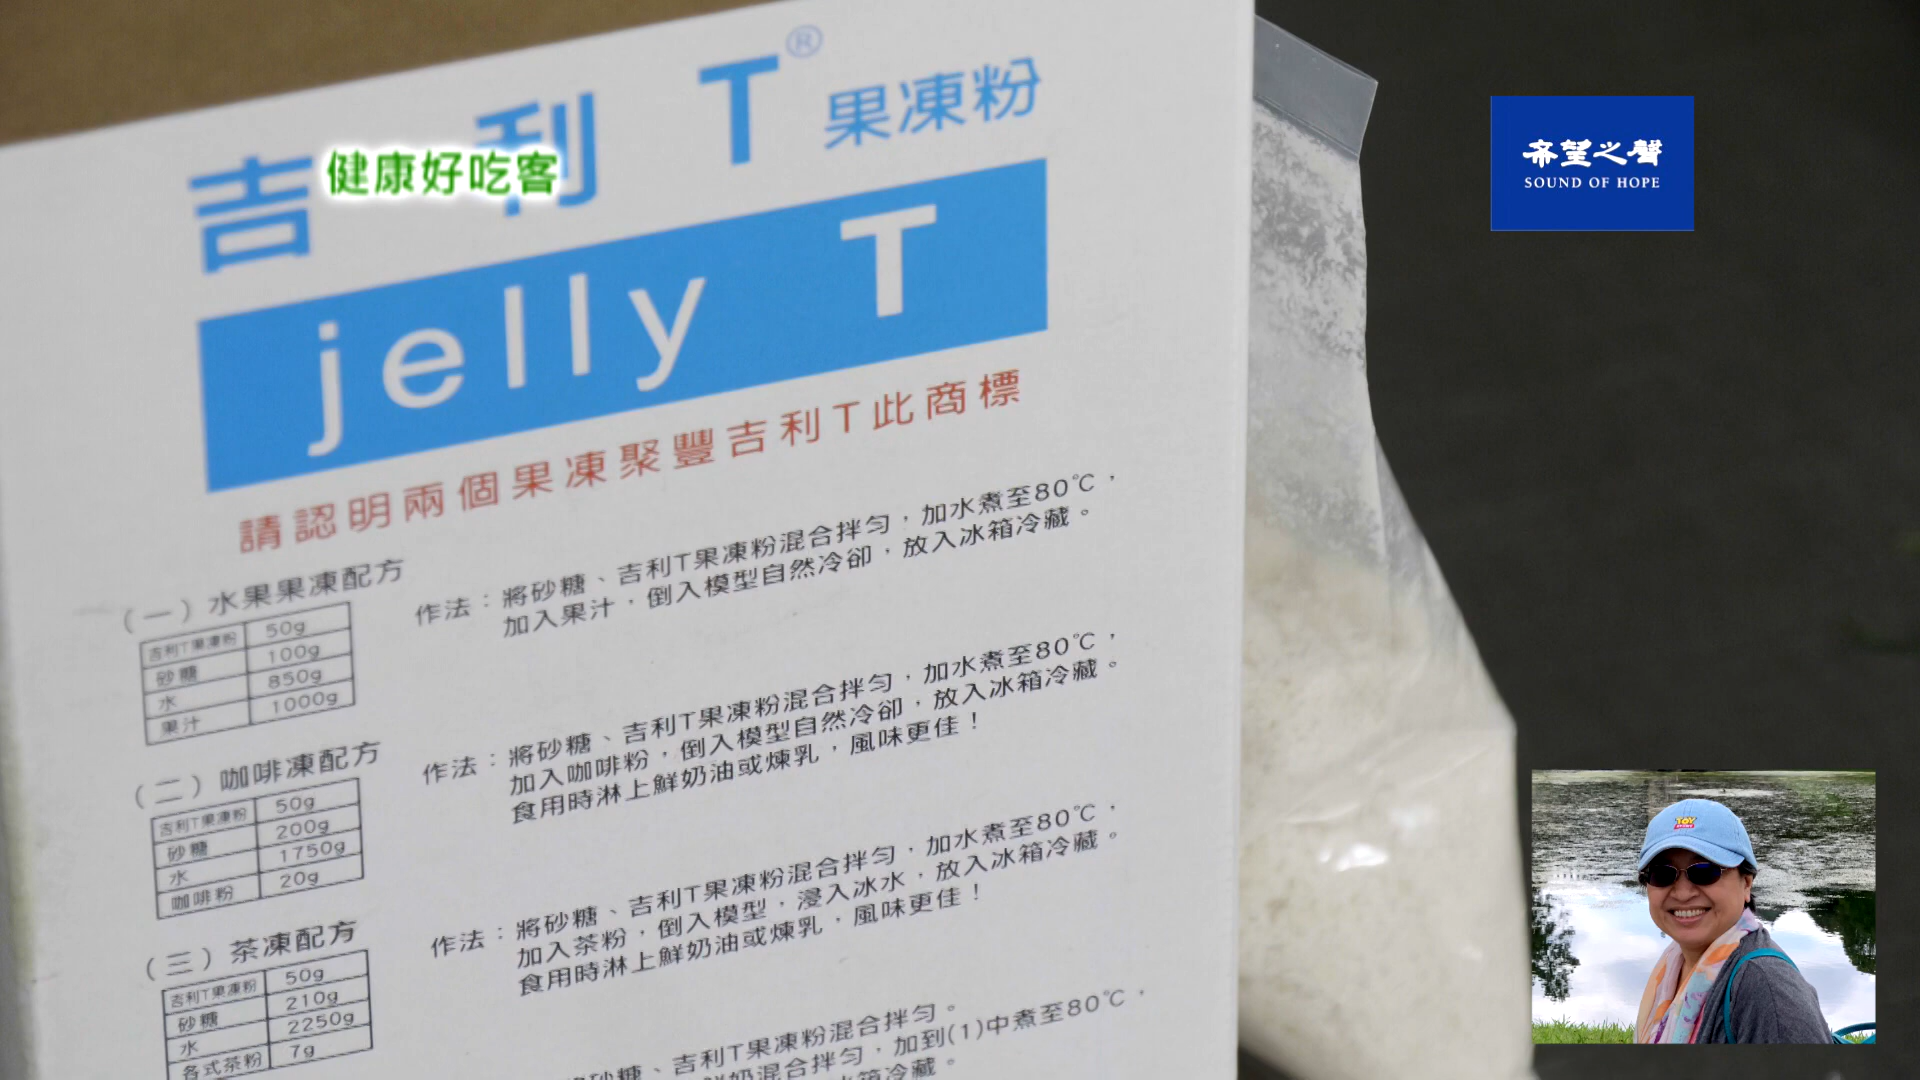 吉利 T® 果凍粉
健康好吃客
jelly T
請認明兩個果凍聚豐吉利T此商標
(一)水果果凍配方
吉利T果凍粉 50g
砂糖 100g
水 850g
果汁 1000g
作法：將砂糖、吉利T果凍粉混合拌勻，加水煮至80℃，
加入果汁，倒入模型自然冷卻，放入冰箱冷藏。
(二)咖啡凍配方
吉利T果凍粉 50g
砂糖 200g
水 1750g
咖啡粉 20g
作法：將砂糖、吉利T果凍粉混合拌勻，加水煮至80℃，
加入咖啡粉，倒入模型自然冷卻，放入冰箱冷藏。
食用時淋上鮮奶油或煉乳，風味更佳！
(三)茶凍配方
吉利T果凍粉 50g
砂糖 210g
水 2250g
各式茶粉 7g
作法：將砂糖、吉利T果凍粉混合拌勻，加水煮至80℃，
加入茶粉，倒入模型，浸入冰水，放入冰箱冷藏。
食用時淋上鮮奶油或煉乳，風味更佳！
砂糖、吉利T果凍粉混合拌勻。
奶混合拌勻，加到(1)中煮至80℃，
冰箱冷藏。
希望之聲
SOUND OF HOPE
TOY